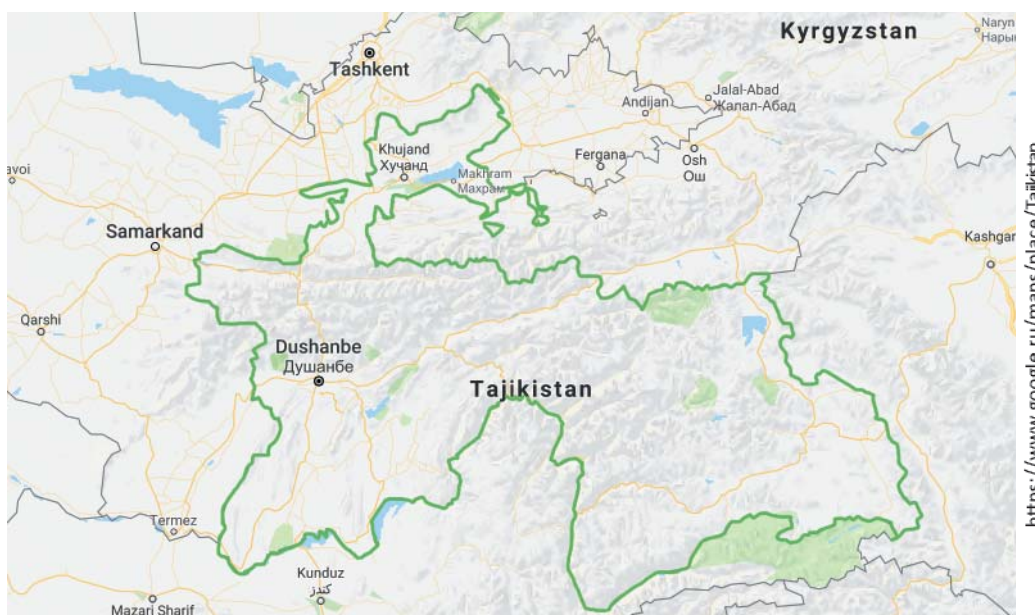 Kyrgyzstan
Naryn
Нарын
Tashkent
Jalal-Abad
Жалал-Абад
Andijan
Khujand
Хуҷанд
Makhram
Махрам
Fergana
Osh
Ош
avoi
Samarkand
Kashgar
Qarshi
Dushanbe
Душанбе
Tajikistan
Termez
Kunduz
کندز
Mazari Sharif
https://www.google.ru/maps/place/Tajikistan